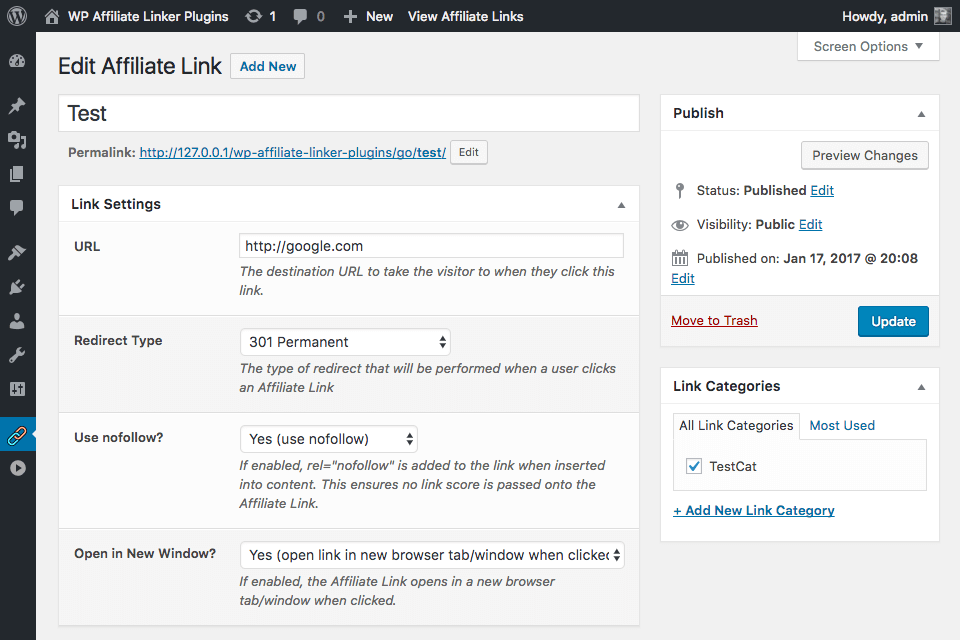 WP Affiliate Linker Plugins 1 0 New View Affiliate Links Howdy, admin
Screen Options
Edit Affiliate Link Add New
Test
Permalink: http://127.0.0.1/wp-affiliate-linker-plugins/go/test/ Edit
Link Settings
URL
http://google.com
The destination URL to take the visitor to when they click this
link.
Redirect Type
301 Permanent
The type of redirect that will be performed when a user clicks
an Affiliate Link
Use nofollow?
Yes (use nofollow)
If enabled, rel="nofollow" is added to the link when inserted
into content. This ensures no link score is passed onto the
Affiliate Link.
Open in New Window?
Yes (open link in new browser tab/window when clicked
If enabled, the Affiliate Link opens in a new browser
tab/window when clicked.
Publish
Preview Changes
Status: Published Edit
Visibility: Public Edit
Published on: Jan 17, 2017 @ 20:08
Edit
Move to Trash Update
Link Categories
All Link Categories Most Used
TestCat
+ Add New Link Category